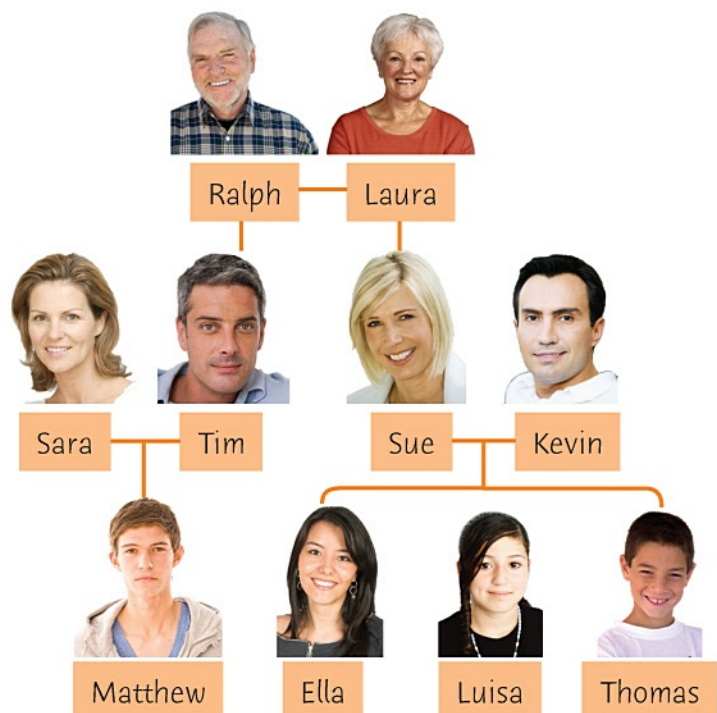 Ralph
Laura
Sara
Tim
Sue
Kevin
Matthew
Ella
Luisa
Thomas